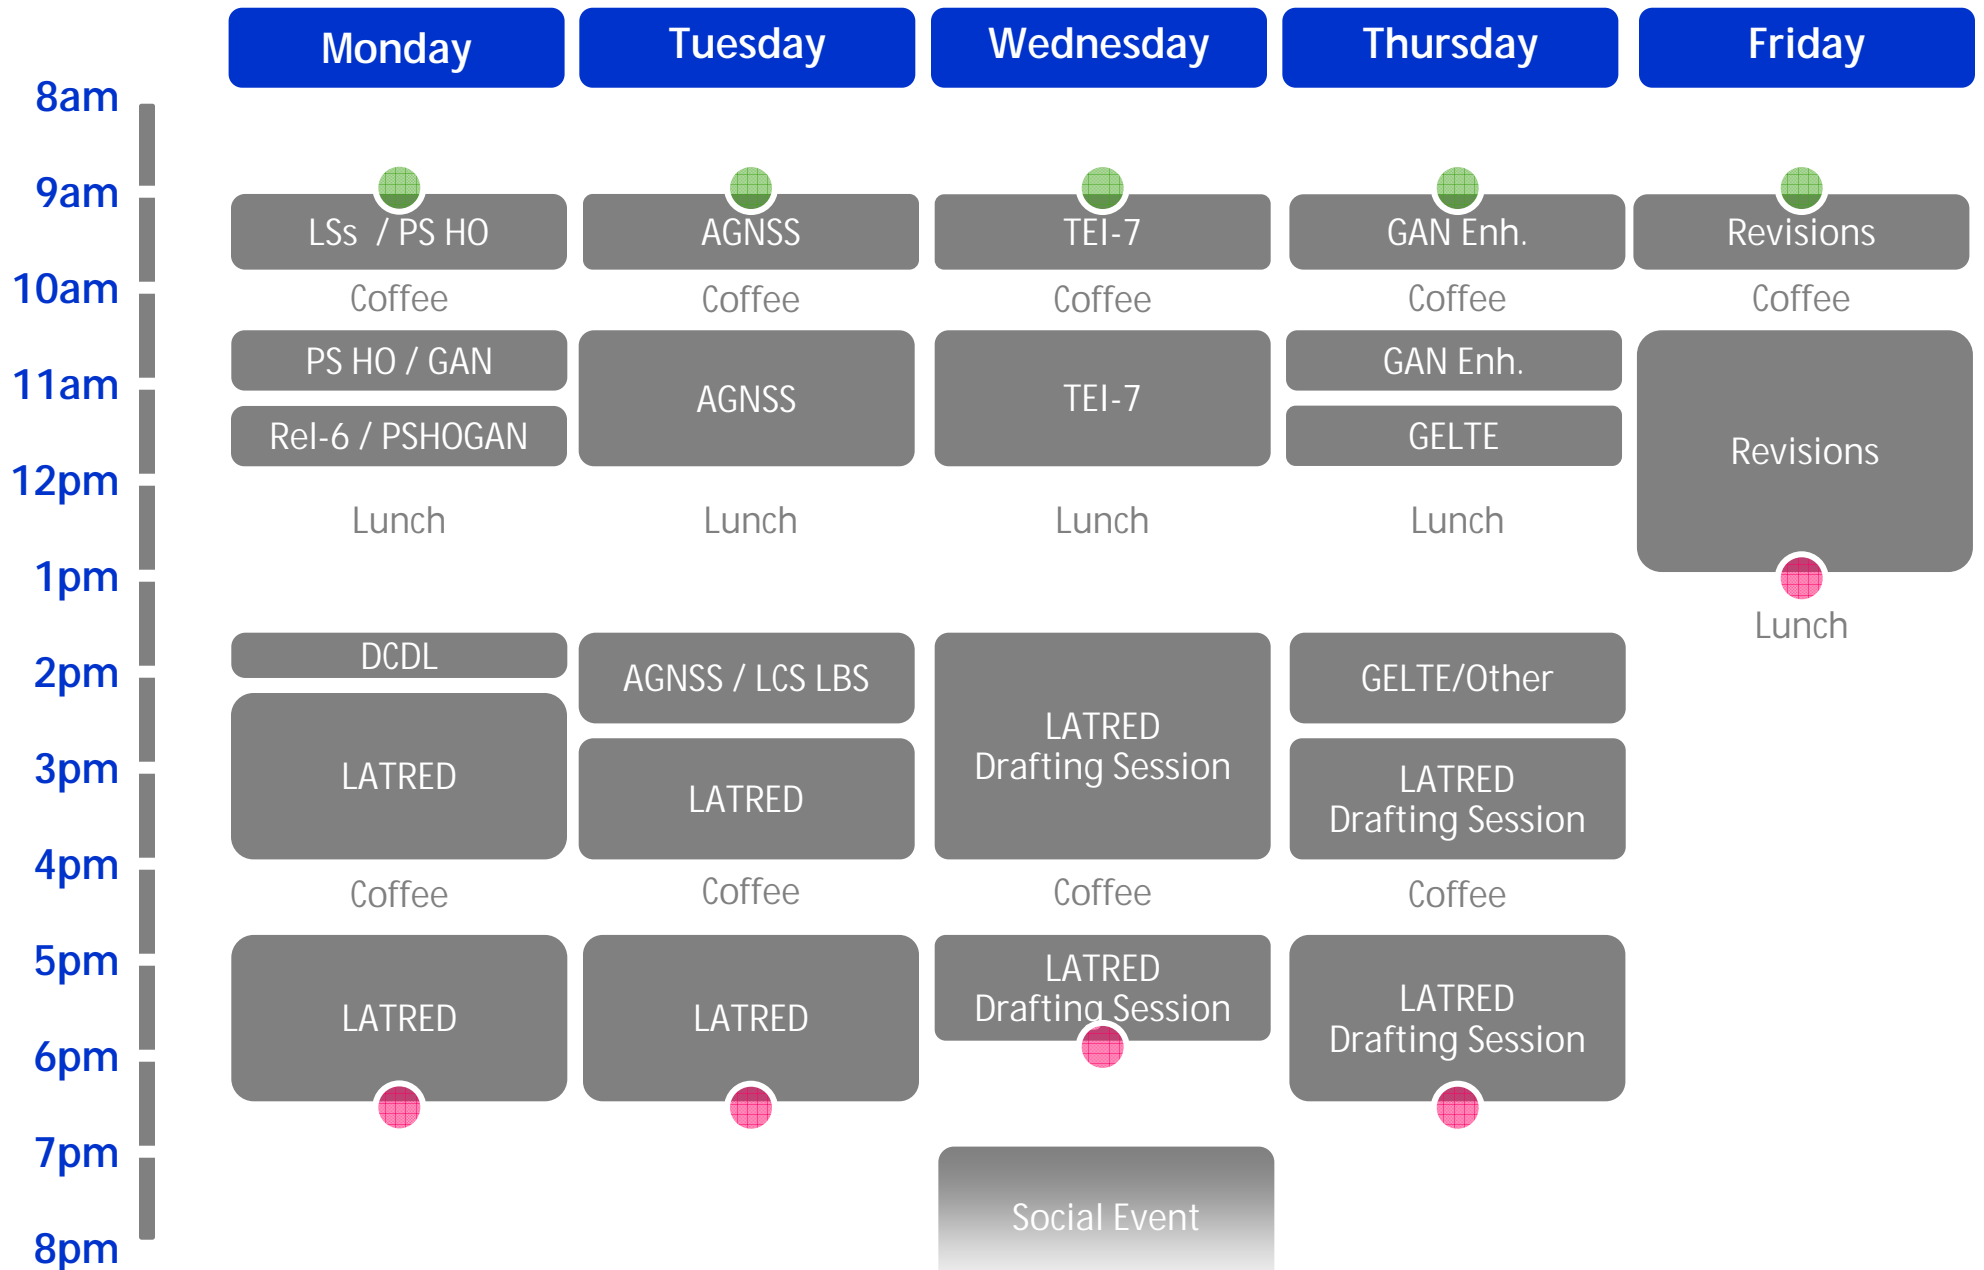 Monday
Tuesday
Wednesday
Thursday
Friday
8am
9am
LSs / PS HO
AGNSS
TEI-7
GAN Enh.
Revisions
10am
Coffee
Coffee
Coffee
Coffee
Coffee
PS HO / GAN
AGNSS
TEI-7
GAN Enh.
Revisions
11am
Rel-6 / PSHOGAN
GELTE
12pm
Lunch
Lunch
Lunch
Lunch
1pm
Lunch
DCDL
2pm
AGNSS / LCS LBS
LATRED
Drafting Session
GELTE/Other
3pm
LATRED
LATRED
LATRED
Drafting Session
4pm
Coffee
Coffee
Coffee
Coffee
5pm
LATRED
LATRED
LATRED
Drafting Session
LATRED
Drafting Session
6pm
7pm
Social Event
8pm